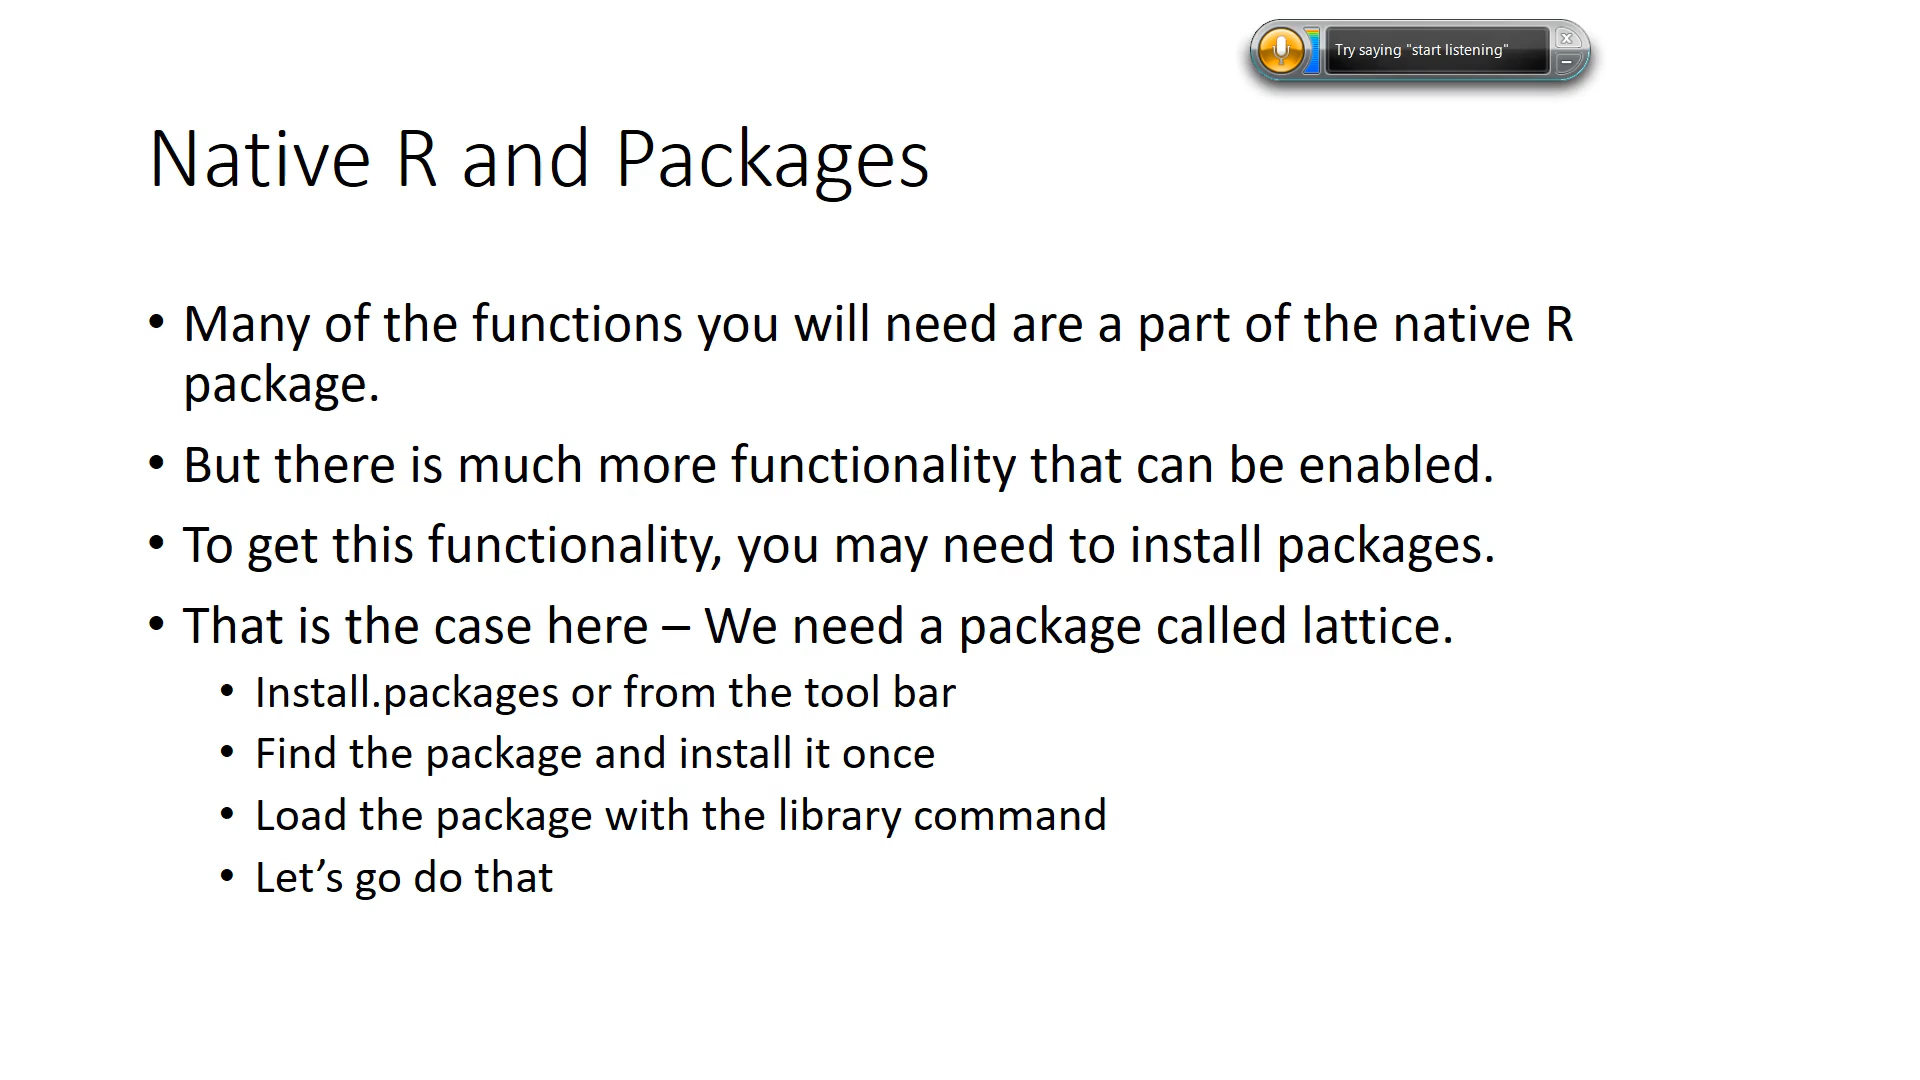 Try saying "start listening"
Native R and Packages
• Many of the functions you will need are a part of the native R
package.
• But there is much more functionality that can be enabled.
• To get this functionality, you may need to install packages.
• That is the case here – We need a package called lattice.
• Install.packages or from the tool bar
• Find the package and install it once
• Load the package with the library command
• Let’s go do that